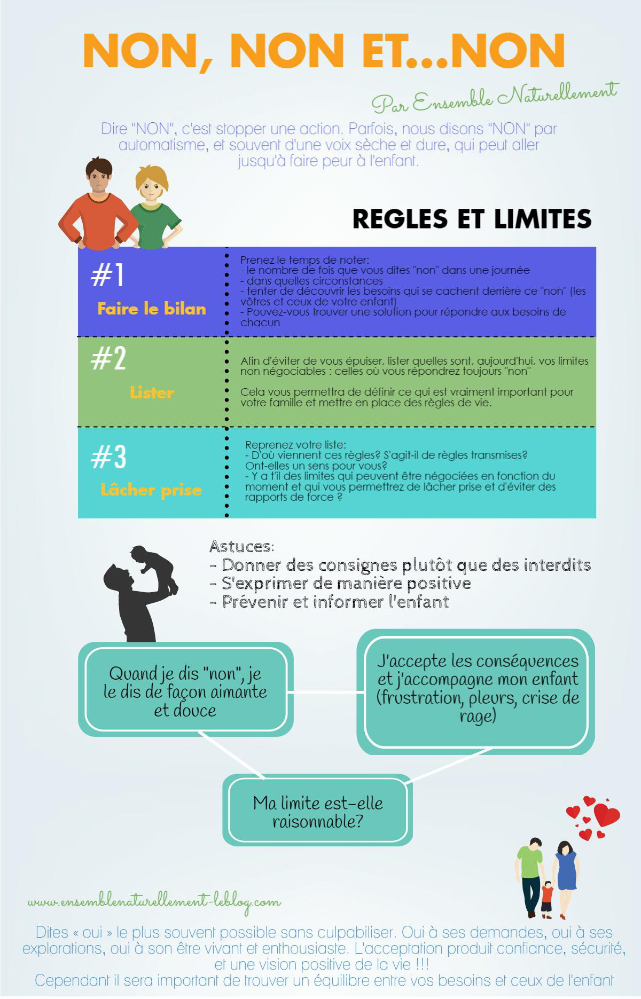 NON, NON ET...NON
Par Ensemble Naturellement
Dire "NON", c'est stopper une action. Parfois, nous disons "NON" par
automatisme, et souvent d'une voix sèche et dure, qui peut aller
jusqu'à faire peur à l'enfant.
REGLES ET LIMITES
#1
Faire le bilan
Prenez le temps de noter:
- le nombre de fois que vous dites "non" dans une journée
- dans quelles circonstances
- tenter de découvrir les besoins qui se cachent derrière ce "non" (les
vôtres et ceux de votre enfant)
- Pouvez-vous trouver une solution pour répondre aux besoins de
chacun
#2
Lister
Afin d'éviter de vous épuiser, lister quelles sont, aujourd'hui, vos limites
non négociables : celles où vous répondrez toujours "non"
Cela vous permettra de définir ce qui est vraiment important pour
votre famille et mettre en place des règles de vie.
#3
Lâcher prise
Reprenez votre liste:
- D'où viennent ces règles? S'agit-il de règles transmises?
Ont-elles un sens pour vous?
- Y a t'il des limites qui peuvent être négociées en fonction du
moment et qui vous permettrez de lâcher prise et d'éviter des
rapports de force ?
Astuces:
- Donner des consignes plutôt que des interdits
- S'exprimer de manière positive
- Prévenir et informer l'enfant
Quand je dis "non", je
le dis de façon aimante
et douce
J'accepte les conséquences
et j'accompagne mon enfant
(frustration, pleurs, crise de
rage)
Ma limite est-elle
raisonnable?
www.ensemblenaturellement-leblog.com
Dites « oui » le plus souvent possible sans culpabiliser. Oui à ses demandes, oui à ses
explorations, oui à son être vivant et enthousiaste. L'acceptation produit confiance, sécurité,
et une vision positive de la vie !!!
Cependant il sera important de trouver un équilibre entre vos besoins et ceux de l'enfant